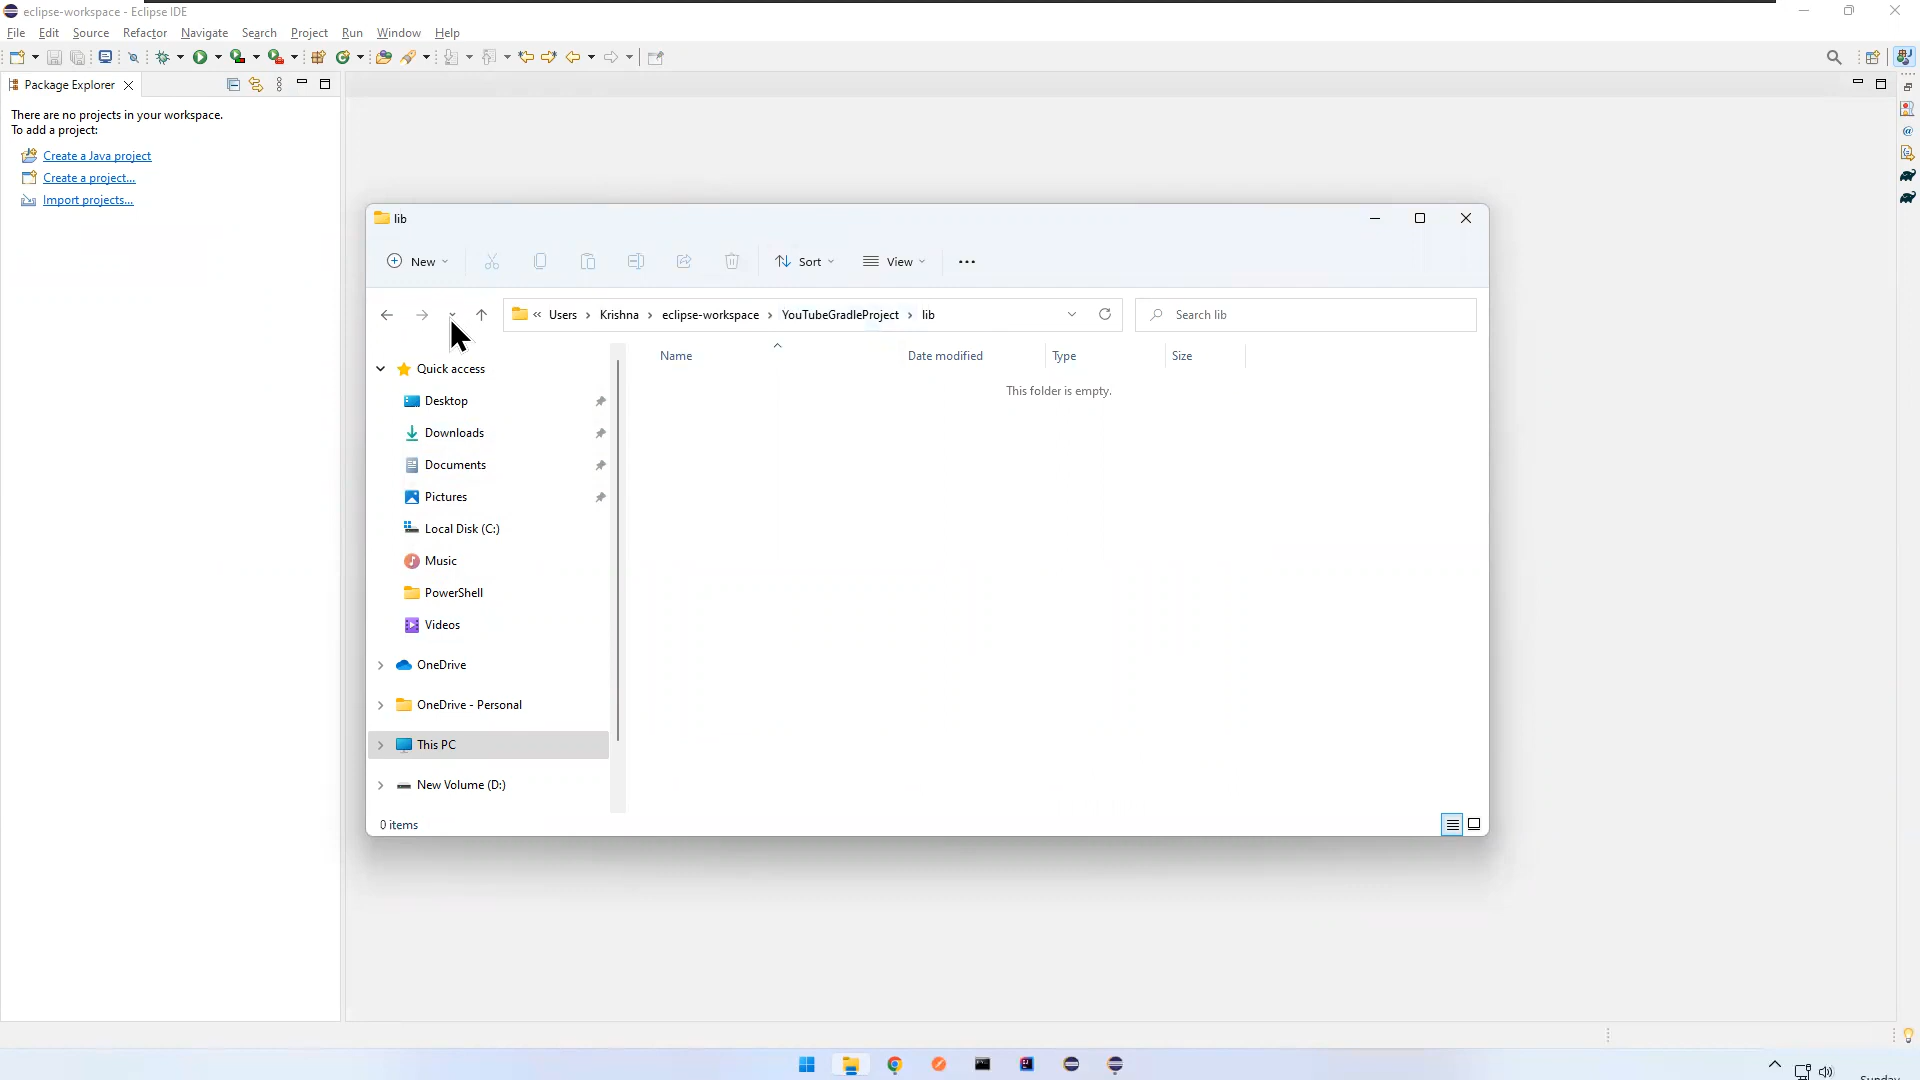 eclipse-workspace - Eclipse IDE
File Edit Source Refactor Navigate Search Project Run Window Help
Package Explorer
There are no projects in your workspace.
To add a project:
Create a Java project
Create a project...
Import projects...
lib
New
Sort
View
« Users > Krishna > eclipse-workspace > YouTubeGradleProject > lib
Search lib
Name
Date modified
Type
Size
This folder is empty.
Quick access
Desktop
Downloads
Documents
Pictures
Local Disk (C:)
Music
PowerShell
Videos
OneDrive
OneDrive - Personal
This PC
New Volume (D:)
0 items